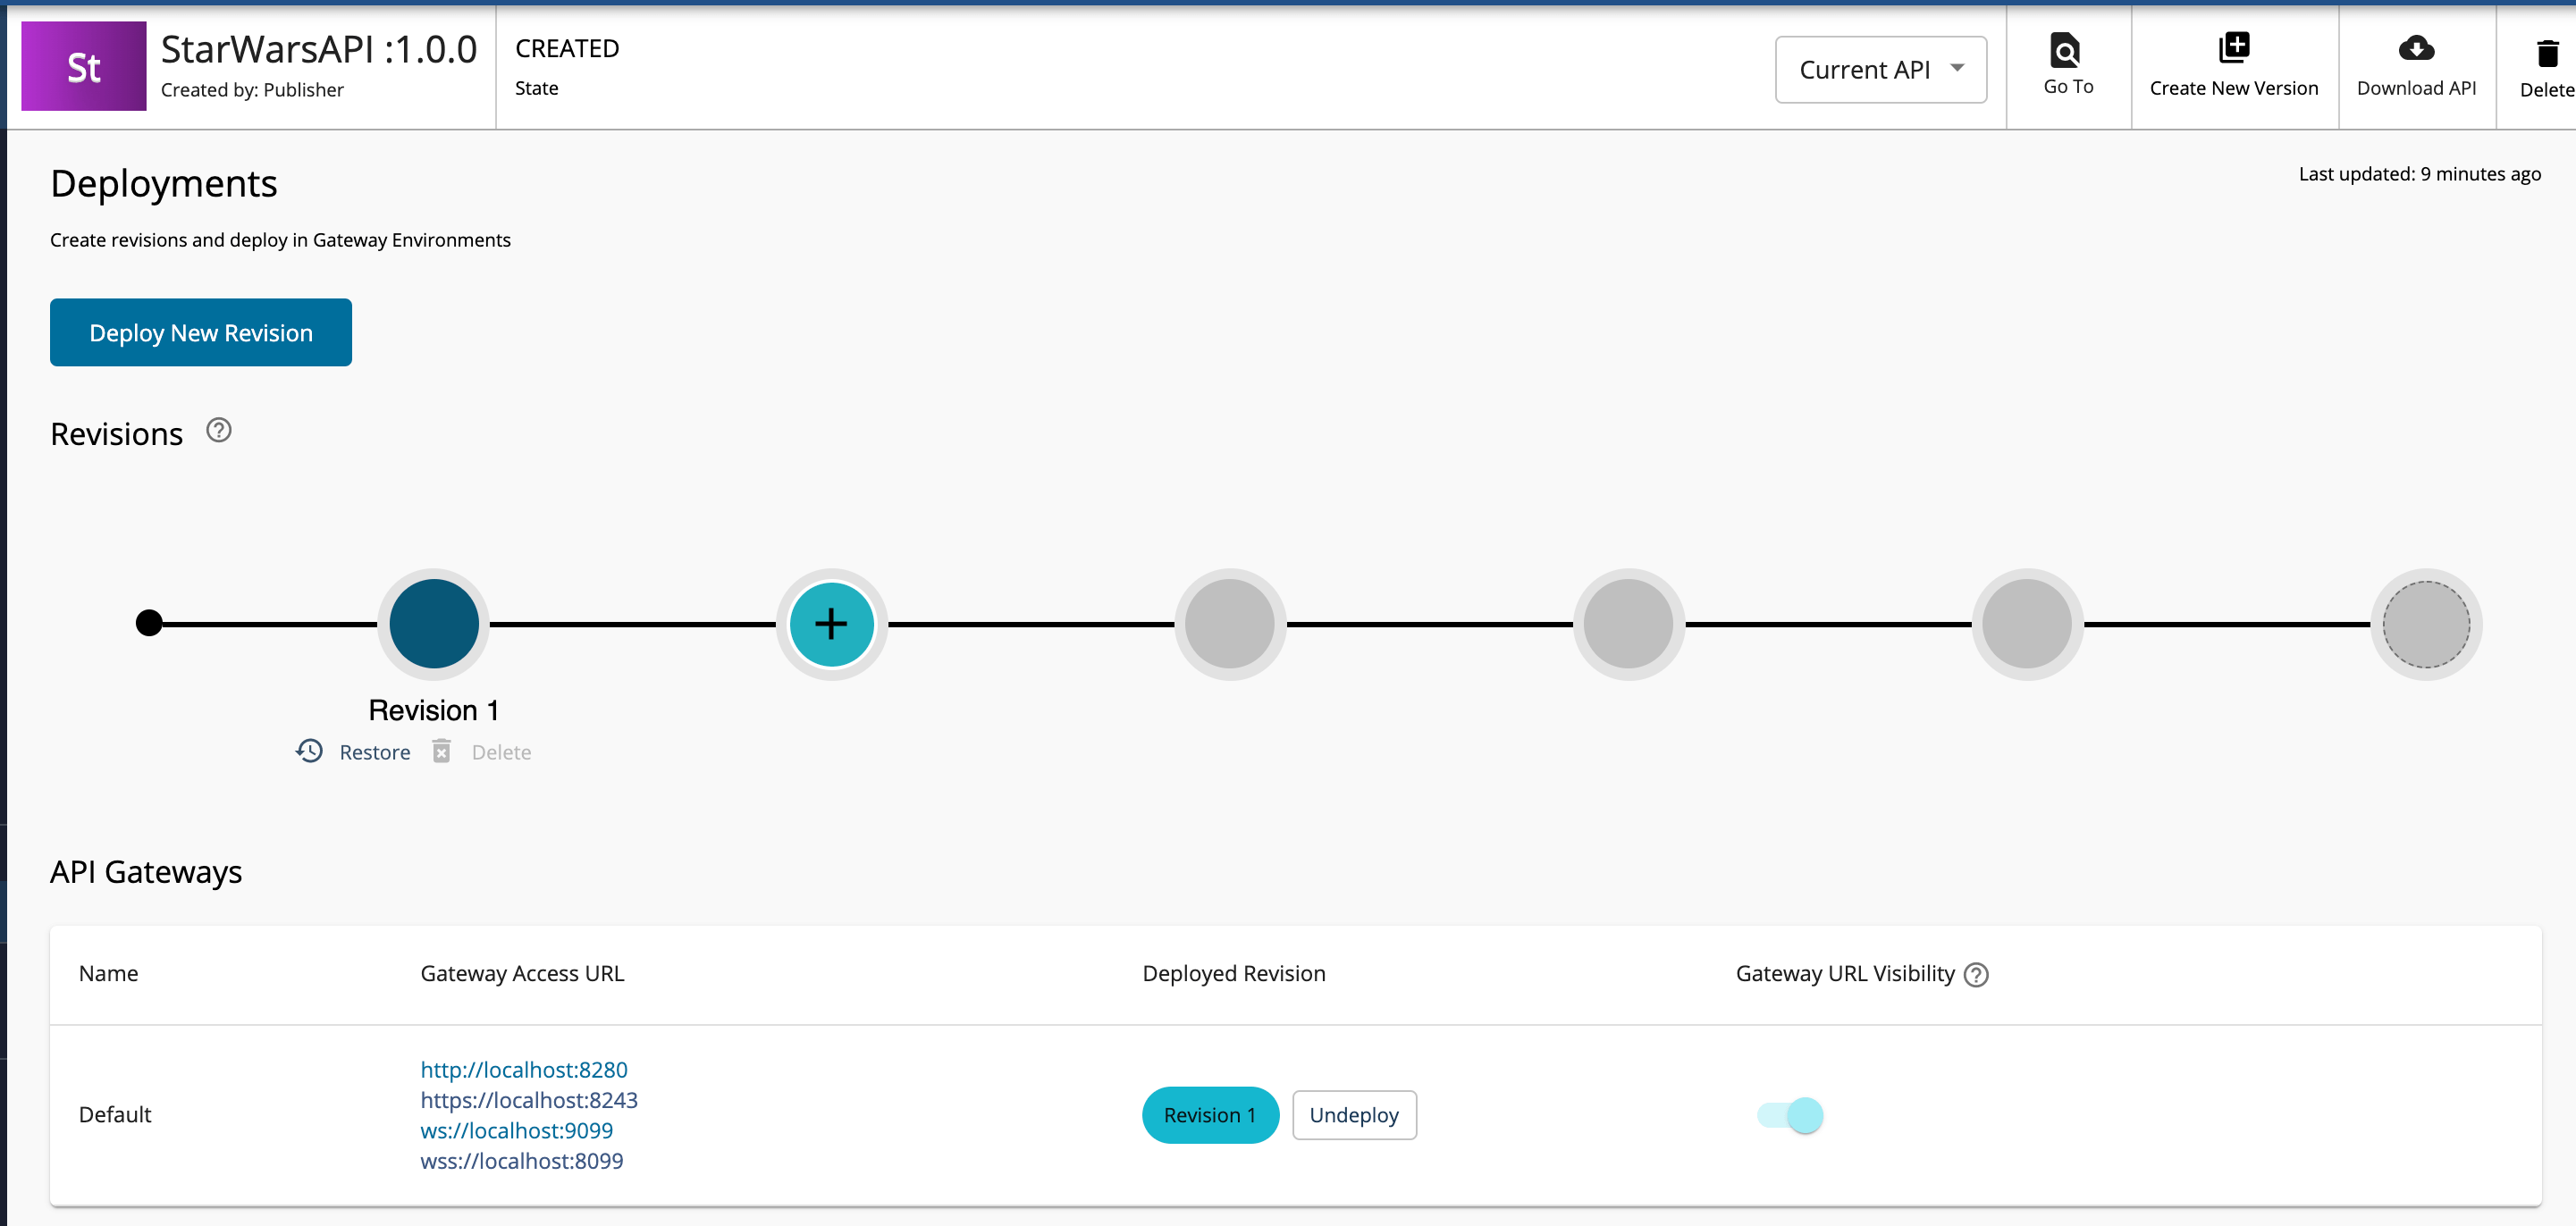 St
StarWarsAPI :1.0.0
Created by: Publisher
CREATED
State
Current API
Go To
Create New Version
Download API
Delete
Deployments
Last updated: 9 minutes ago
Create revisions and deploy in Gateway Environments
Deploy New Revision
Revisions ?
+
Revision 1
Restore Delete
API Gateways
Name Gateway Access URL Deployed Revision Gateway URL Visibility ?
Default
http://localhost:8280
https://localhost:8243
ws://localhost:9099
wss://localhost:8099
Revision 1 Undeploy